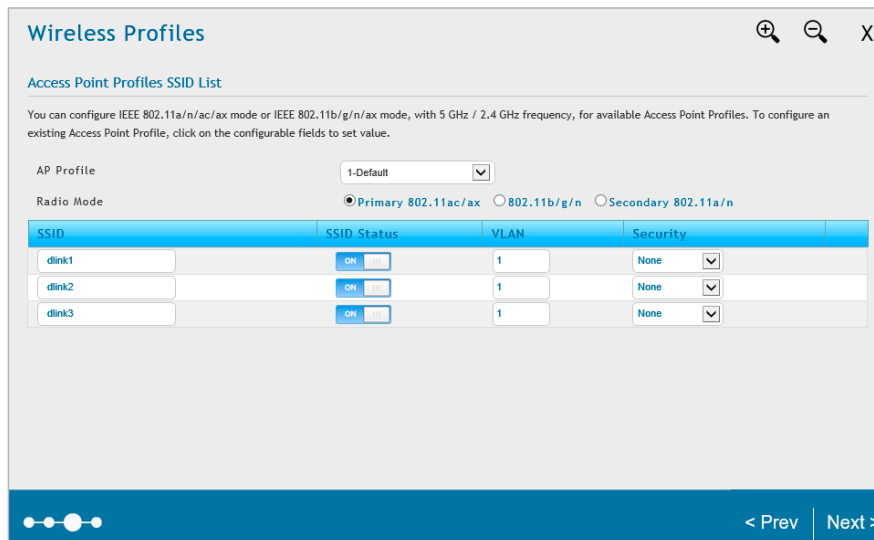 Wireless Profiles
X
Access Point Profiles SSID List
You can configure IEEE 802.11a/n/ac/ax mode or IEEE 802.11b/g/n/ax mode, with 5 GHz / 2.4 GHz frequency, for available Access Point Profiles. To configure an
existing Access Point Profile, click on the configurable fields to set value.
AP Profile 1-Default
Radio Mode Primary 802.11ac/ax 802.11b/g/n Secondary 802.11a/n
SSID SSID Status VLAN Security
dlink1 ON 1 None
dlink2 ON 1 None
dlink3 ON 1 None
< Prev Next >